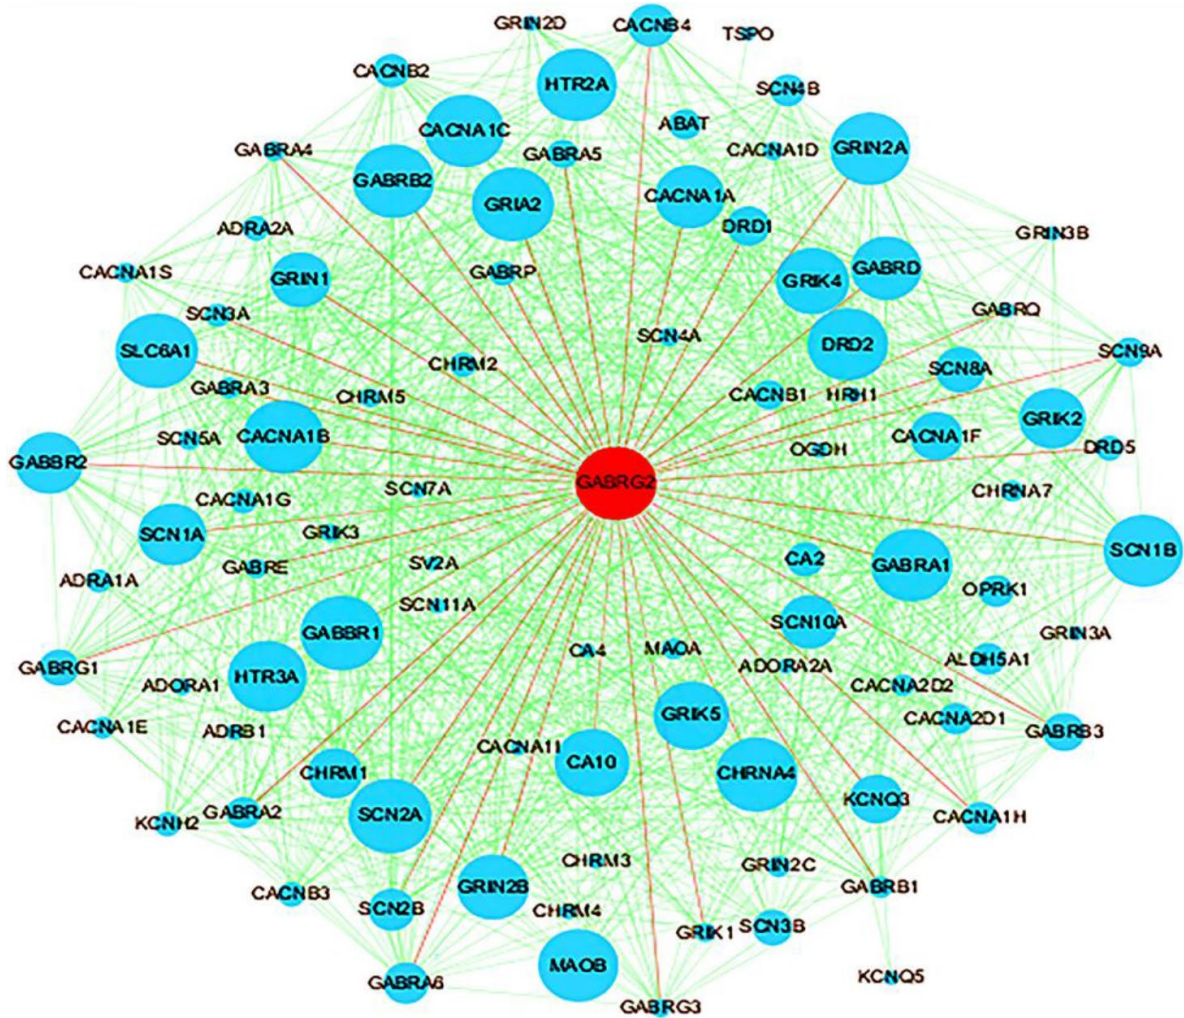 GRIN2D
CACNB4
TSPO
CACNB2
HTR2A
SCN4B
CACNA1C
ABAT
GABRA4
GABRA5
CACNA1D
GRIN2A
GABRB2
GRIA2
CACNA1A
ADRA2A
DRD1
GRIN3B
CACNA1S
GRIN1
GABRP
GRIK4
GABRD
SCN3A
GABRQ
SCN4A
SLC6A1
DRD2
SCN9A
CHRM2
SCN8A
GABRA3
CHRM5
CACNB1
HRH1
GRIK2
SCN5A
CACNA1B
CACNA1F
DRD5
GABBR2
OGDH
GABRG2
SCN7A
CHRNA7
CACNA1G
SCN1A
GRIK3
SCN1B
GABRE
SV2A
CA2
GABRA1
ADRA1A
OPRK1
SCN11A
SCN10A
GABBR1
GRIN3A
CA4
MAOA
GABRG1
ADORA2A
ALDH5A1
HTR3A
ADORA1
CACNA2D2
GRIK5
CACNA2D1
CACNA1E
ADRB1
GABRB3
CACNA1I
CA10
CHRM1
CHRNA4
KCNQ3
KCNH2
GABRA2
SCN2A
CACNA1H
CHRM3
GRIN2C
GRIN2B
GABRB1
CACNB3
SCN2B
CHRM4
GRIK1
SCN3B
MAOB
KCNQ5
GABRA6
GABRG3